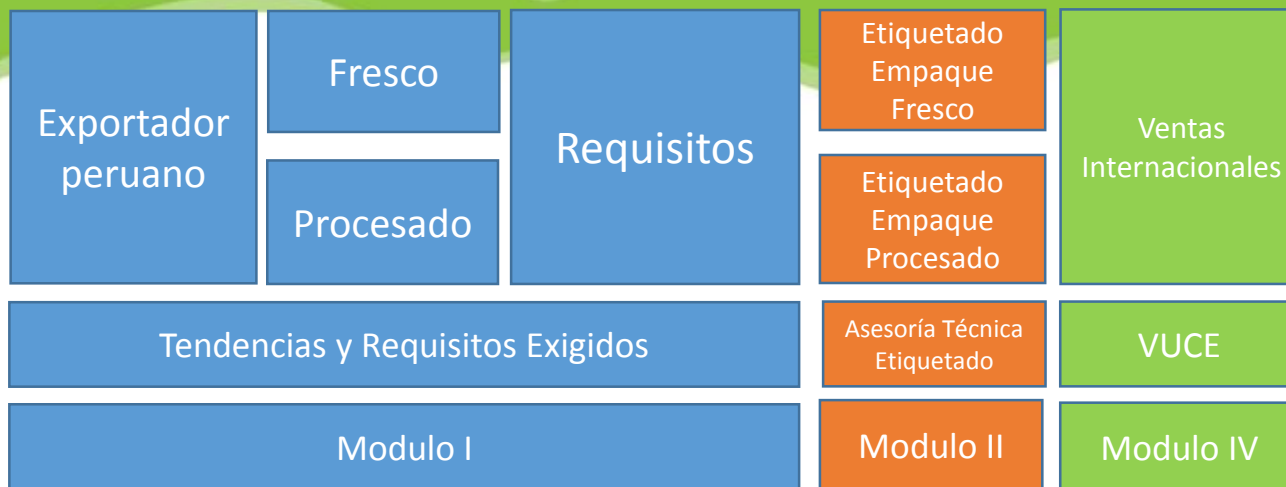 Exportador
peruano
Fresco
Procesado
Requisitos
Etiquetado
Empaque
Fresco
Etiquetado
Empaque
Procesado
Ventas
Internacionales
Tendencias y Requisitos Exigidos
Asesoría Técnica
Etiquetado
VUCE
Modulo I
Modulo II
Modulo IV